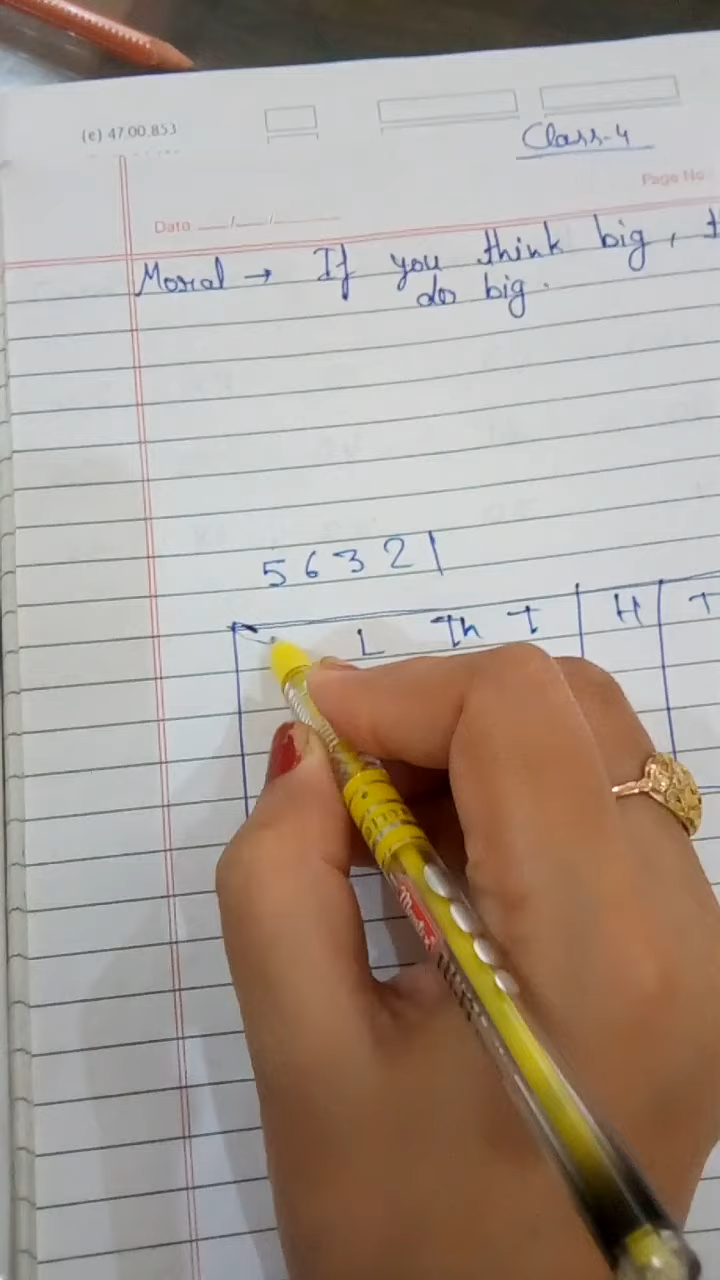 (e) 47.00.853
Class-4
Page No
Date
Moral → If you think big,
do big.
56321
L Th T H T